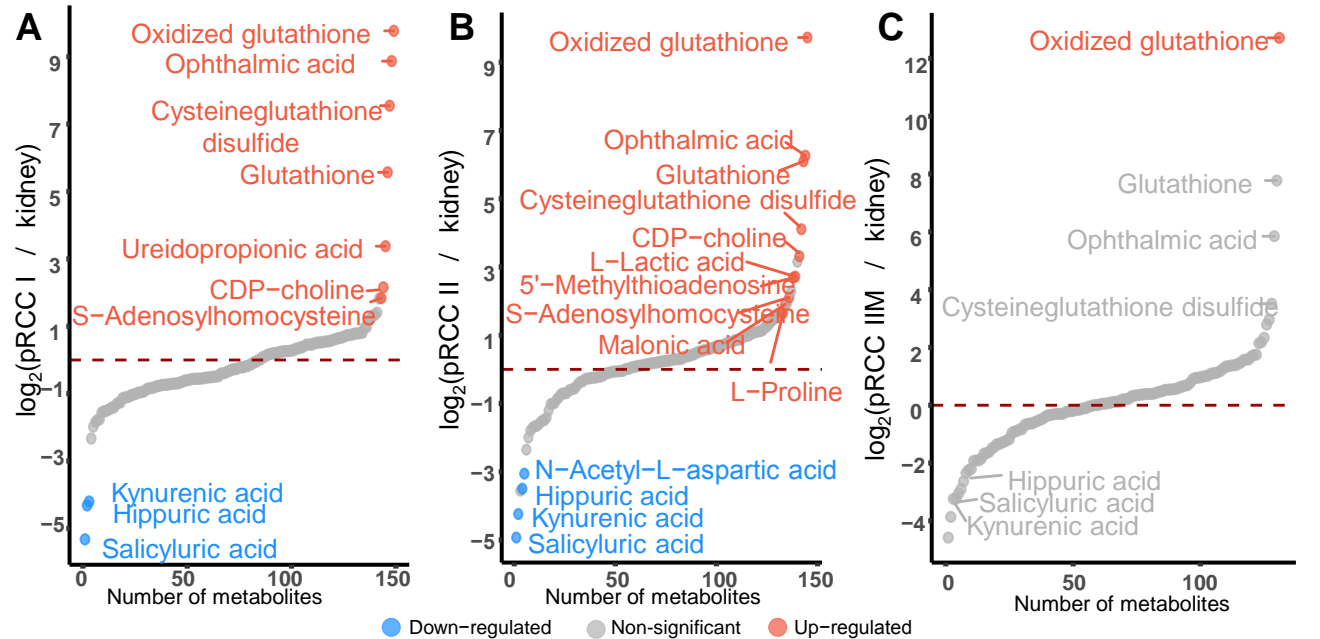 A
Oxidized glutathione
Ophthalmic acid
Cysteineglutathione
disulfide
Glutathione
Ureidopropionic acid
CDP−choline
S−Adenosylhomocysteine
Kynurenic acid
Hippuric acid
Salicyluric acid
log2(pRCC I / kidney)
9
7
5
3
1
−1
−3
−5
0
50
100
150
Number of metabolites
B
Oxidized glutathione
Ophthalmic acid
Glutathione
Cysteineglutathione disulfide
CDP−choline
L−Lactic acid
5'−Methylthioadenosine
S−Adenosylhomocysteine
Malonic acid
L−Proline
N−Acetyl−L−aspartic acid
Hippuric acid
Kynurenic acid
Salicyluric acid
log2(pRCC II / kidney)
9
7
5
3
1
−1
−3
−5
0
50
100
150
Number of metabolites
C
Oxidized glutathione
Glutathione
Ophthalmic acid
Cysteineglutathione disulfide
Hippuric acid
Salicyluric acid
Kynurenic acid
log2(pRCC IIM / kidney)
12
10
8
6
4
2
0
−2
−4
0
50
100
Number of metabolites
Down−regulated
Non-significant
Up−regulated